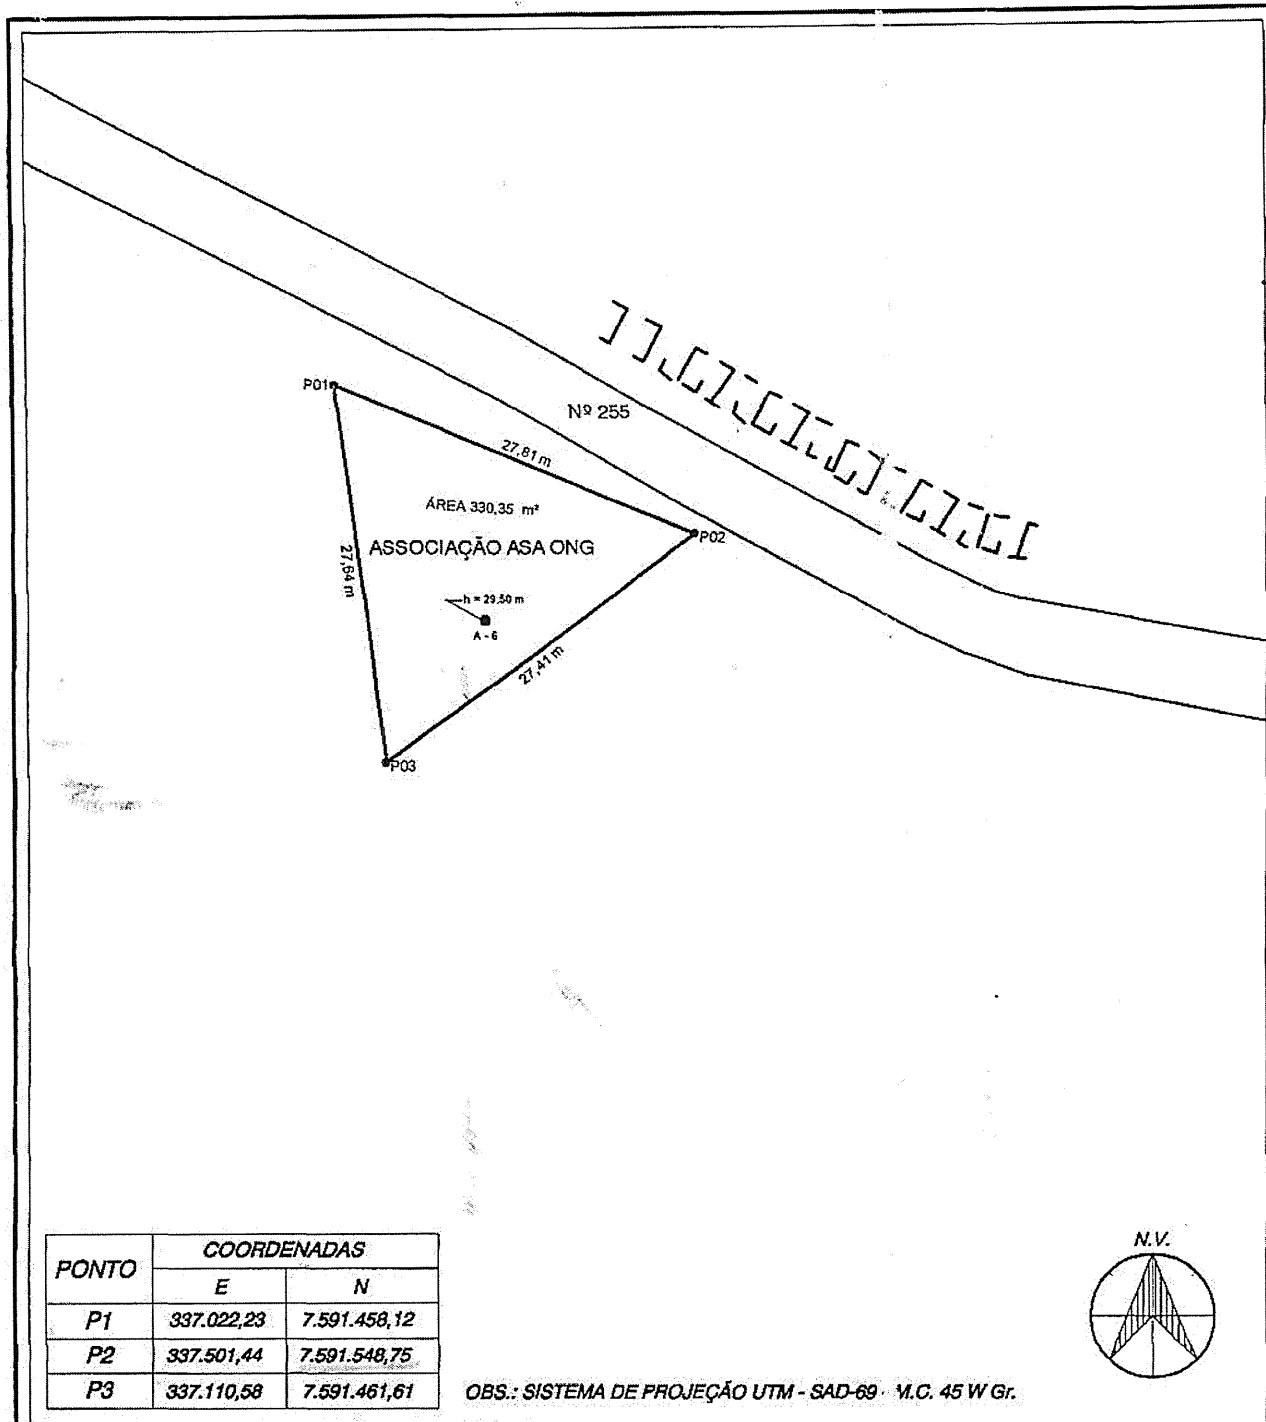 P01
Nº 255
27,81 m
ÁREA 330,35 m²
P02
ASSOCIAÇÃO ASA ONG
27,64 m
h = 29,50 m
A - 6
27,41 m
P03
PONTO COORDENADAS
E N
P1 337.022,23 7.591.458,12
P2 337.501,44 7.591.548,75
P3 337.110,58 7.591.461,61
N.V.
OBS.: SISTEMA DE PROJEÇÃO UTM - SAD-69 - M.C. 45 W Gr.